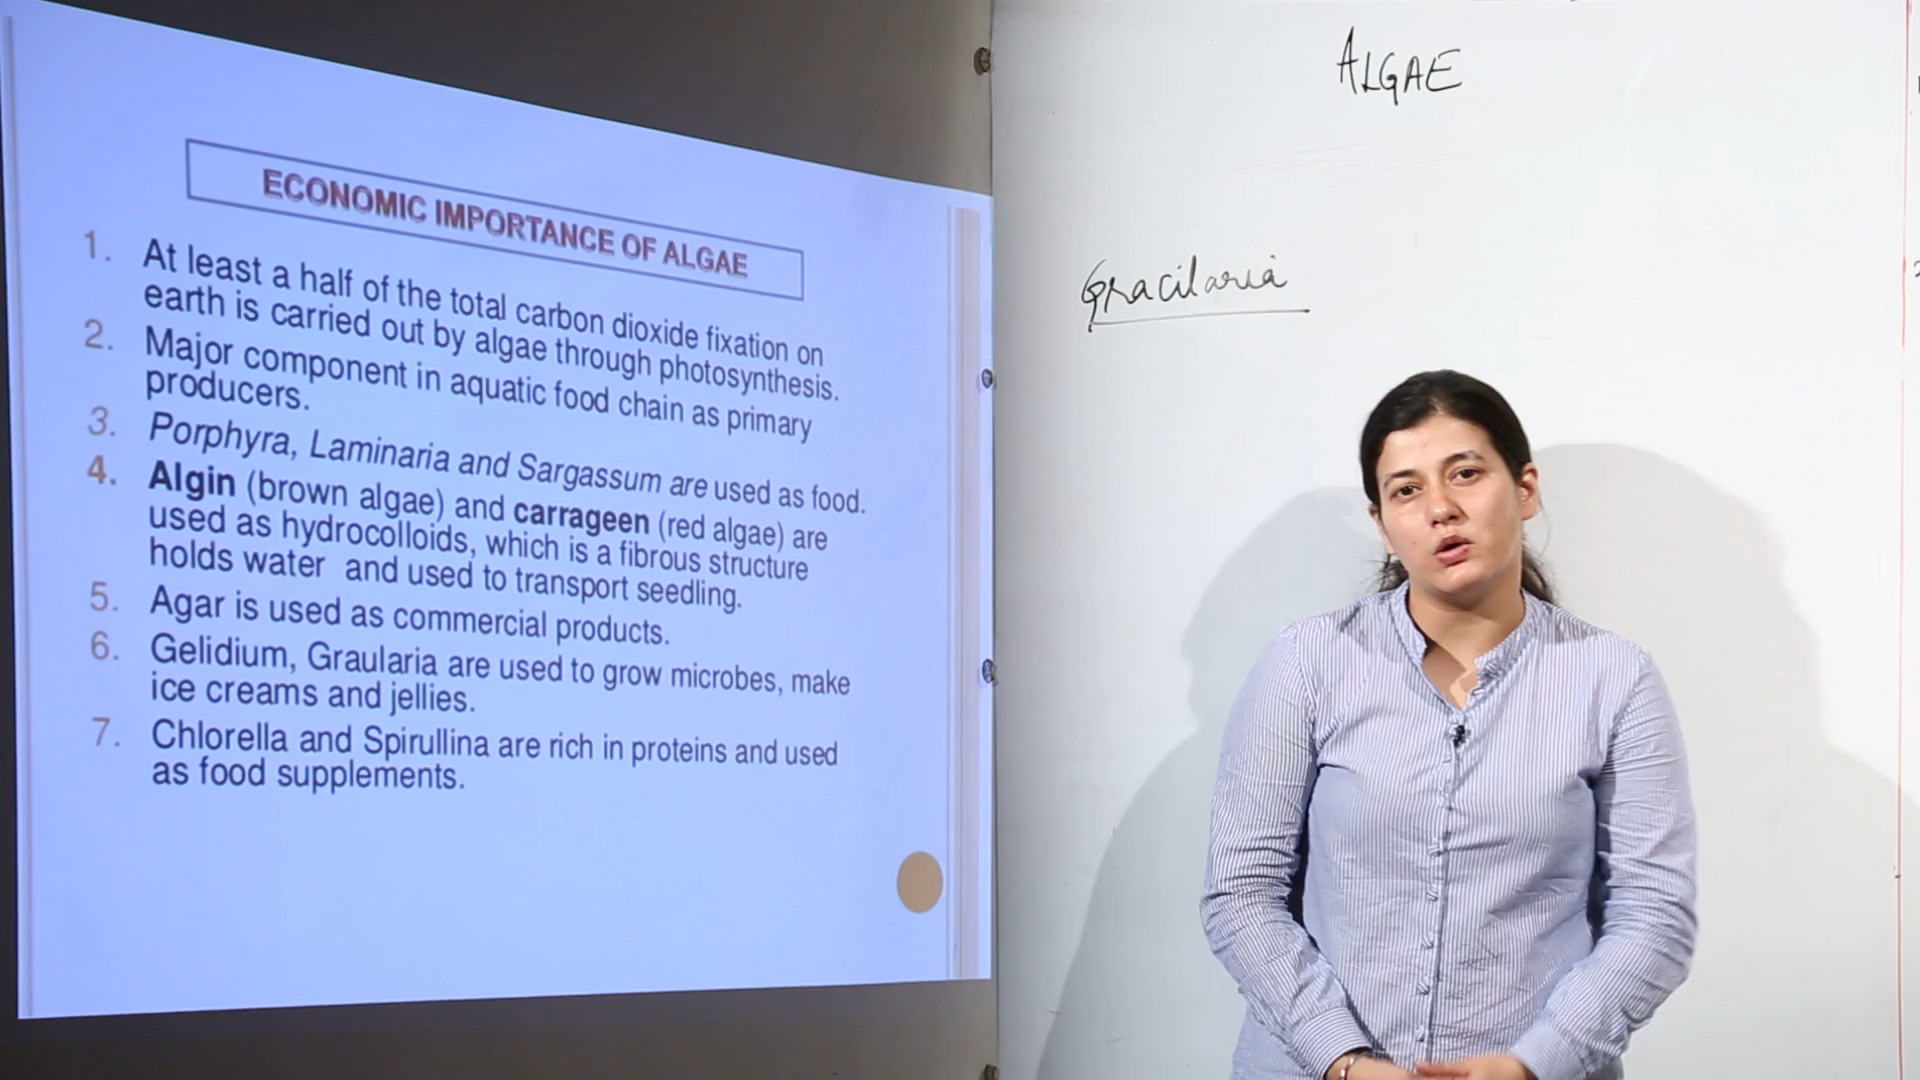 ECONOMIC IMPORTANCE OF ALGAE
1. At least a half of the total carbon dioxide fixation on
earth is carried out by algae through photosynthesis.
2. Major component in aquatic food chain as primary
producers.
3. Porphyra, Laminaria and Sargassum are used as food.
4. Algin (brown algae) and carrageen (red algae) are
used as hydrocolloids, which is a fibrous structure
holds water and used to transport seedling.
5. Agar is used as commercial products.
6. Gelidium, Graularia are used to grow microbes, make
ice creams and jellies.
7. Chlorella and Spirullina are rich in proteins and used
as food supplements.
ALGAE
Gracilaria